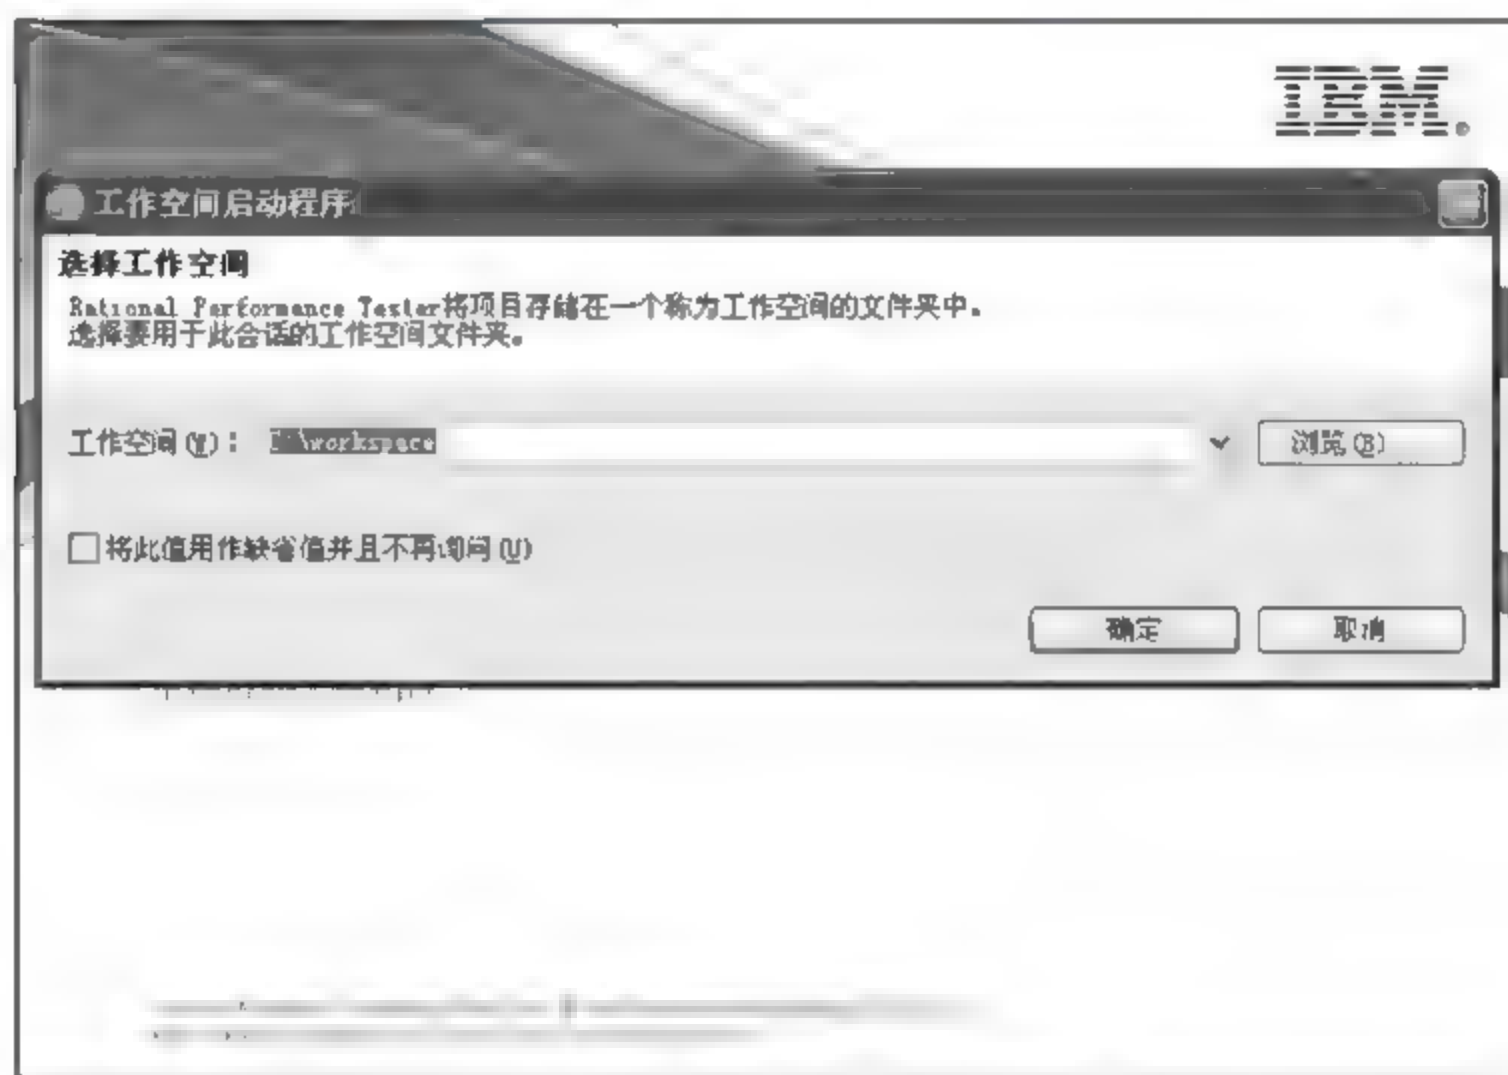 IBM.
工作空间启动程序
选择工作空间
Rational Performance Tester将项目存储在一个称为工作空间的文件夹中。
选择要用于此会话的工作空间文件夹。
工作空间(W)： \workspace
浏览(B)
将此值用作缺省值并且不再询问(U)
确定
取消